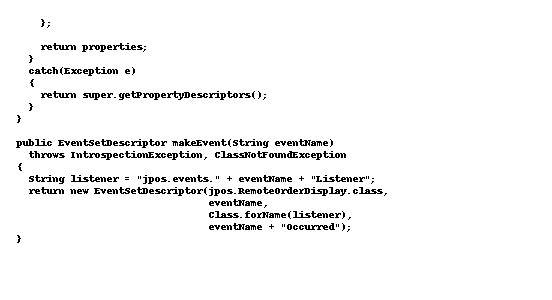 };

    return properties;
  }
  catch(Exception e)
  {
    return super.getPropertyDescriptors();
  }
}

public EventSetDescriptor makeEvent(String eventName)
  throws IntrospectionException, ClassNotFoundException
{
  String listener = "jpos.events." + eventName + "Listener";
  return new EventSetDescriptor(jpos.RemoteOrderDisplay.class,
                                eventName,
                                Class.forName(listener),
                                eventName + "Occurred");
}